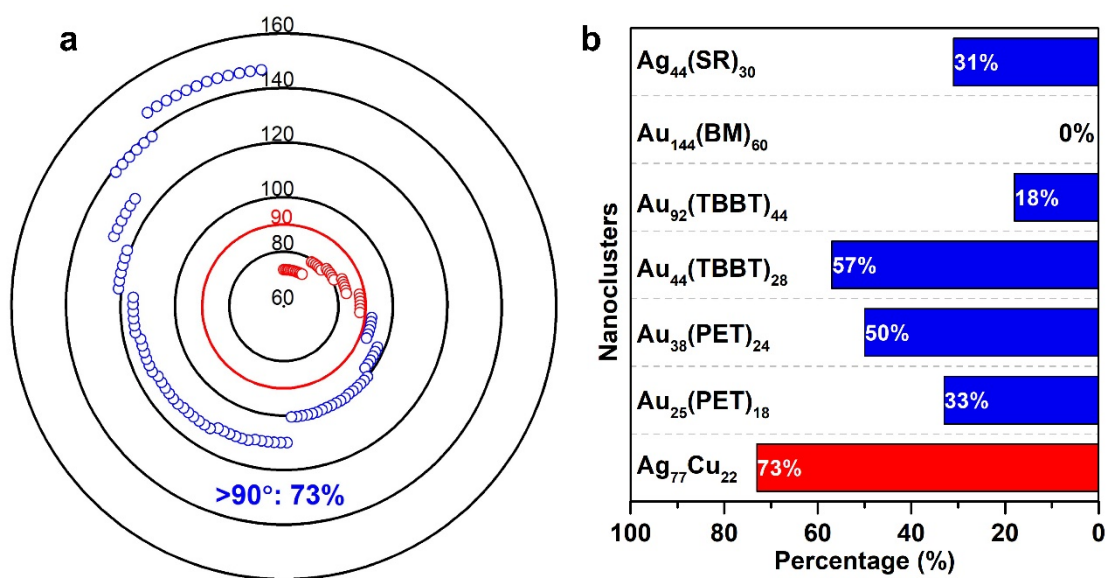 a
160
140
120
100
90
80
60
>90°: 73%
b
Ag₄₄(SR)₃₀
31%
Au₁₄₄(BM)₆₀
0%
Au₉₂(TBBT)₄₄
18%
Au₄₄(TBBT)₂₈
57%
Au₃₈(PET)₂₄
50%
Au₂₅(PET)₁₈
33%
Ag₇₇Cu₂₂
73%
Nanoclusters
100 80 60 40 20 0
Percentage (%)